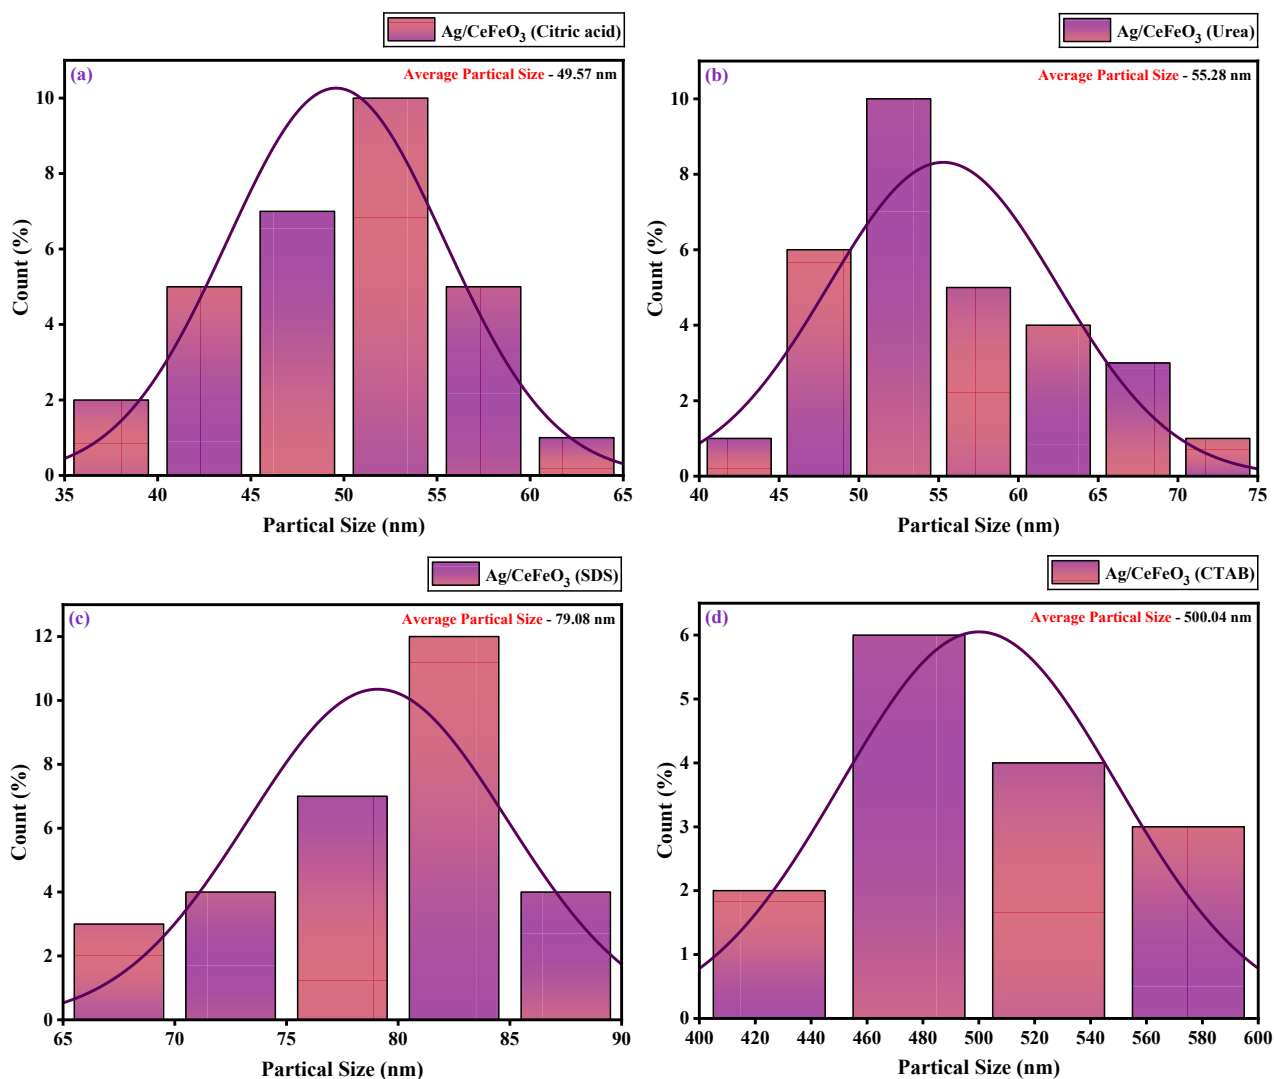 Ag/CeFeO3 (Citric acid)
(a)
Average Partical Size - 49.57 nm
Count (%)
10
8
6
4
2
0
35 40 45 50 55 60 65
Partical Size (nm)
Ag/CeFeO3 (Urea)
(b)
Average Partical Size - 55.28 nm
Count (%)
10
8
6
4
2
0
40 45 50 55 60 65 70 75
Partical Size (nm)
Ag/CeFeO3 (SDS)
(c)
Average Partical Size - 79.08 nm
Count (%)
12
10
8
6
4
2
0
65 70 75 80 85 90
Partical Size (nm)
Ag/CeFeO3 (CTAB)
(d)
Average Partical Size - 500.04 nm
Count (%)
6
5
4
3
2
1
0
400 420 440 460 480 500 520 540 560 580 600
Partical Size (nm)